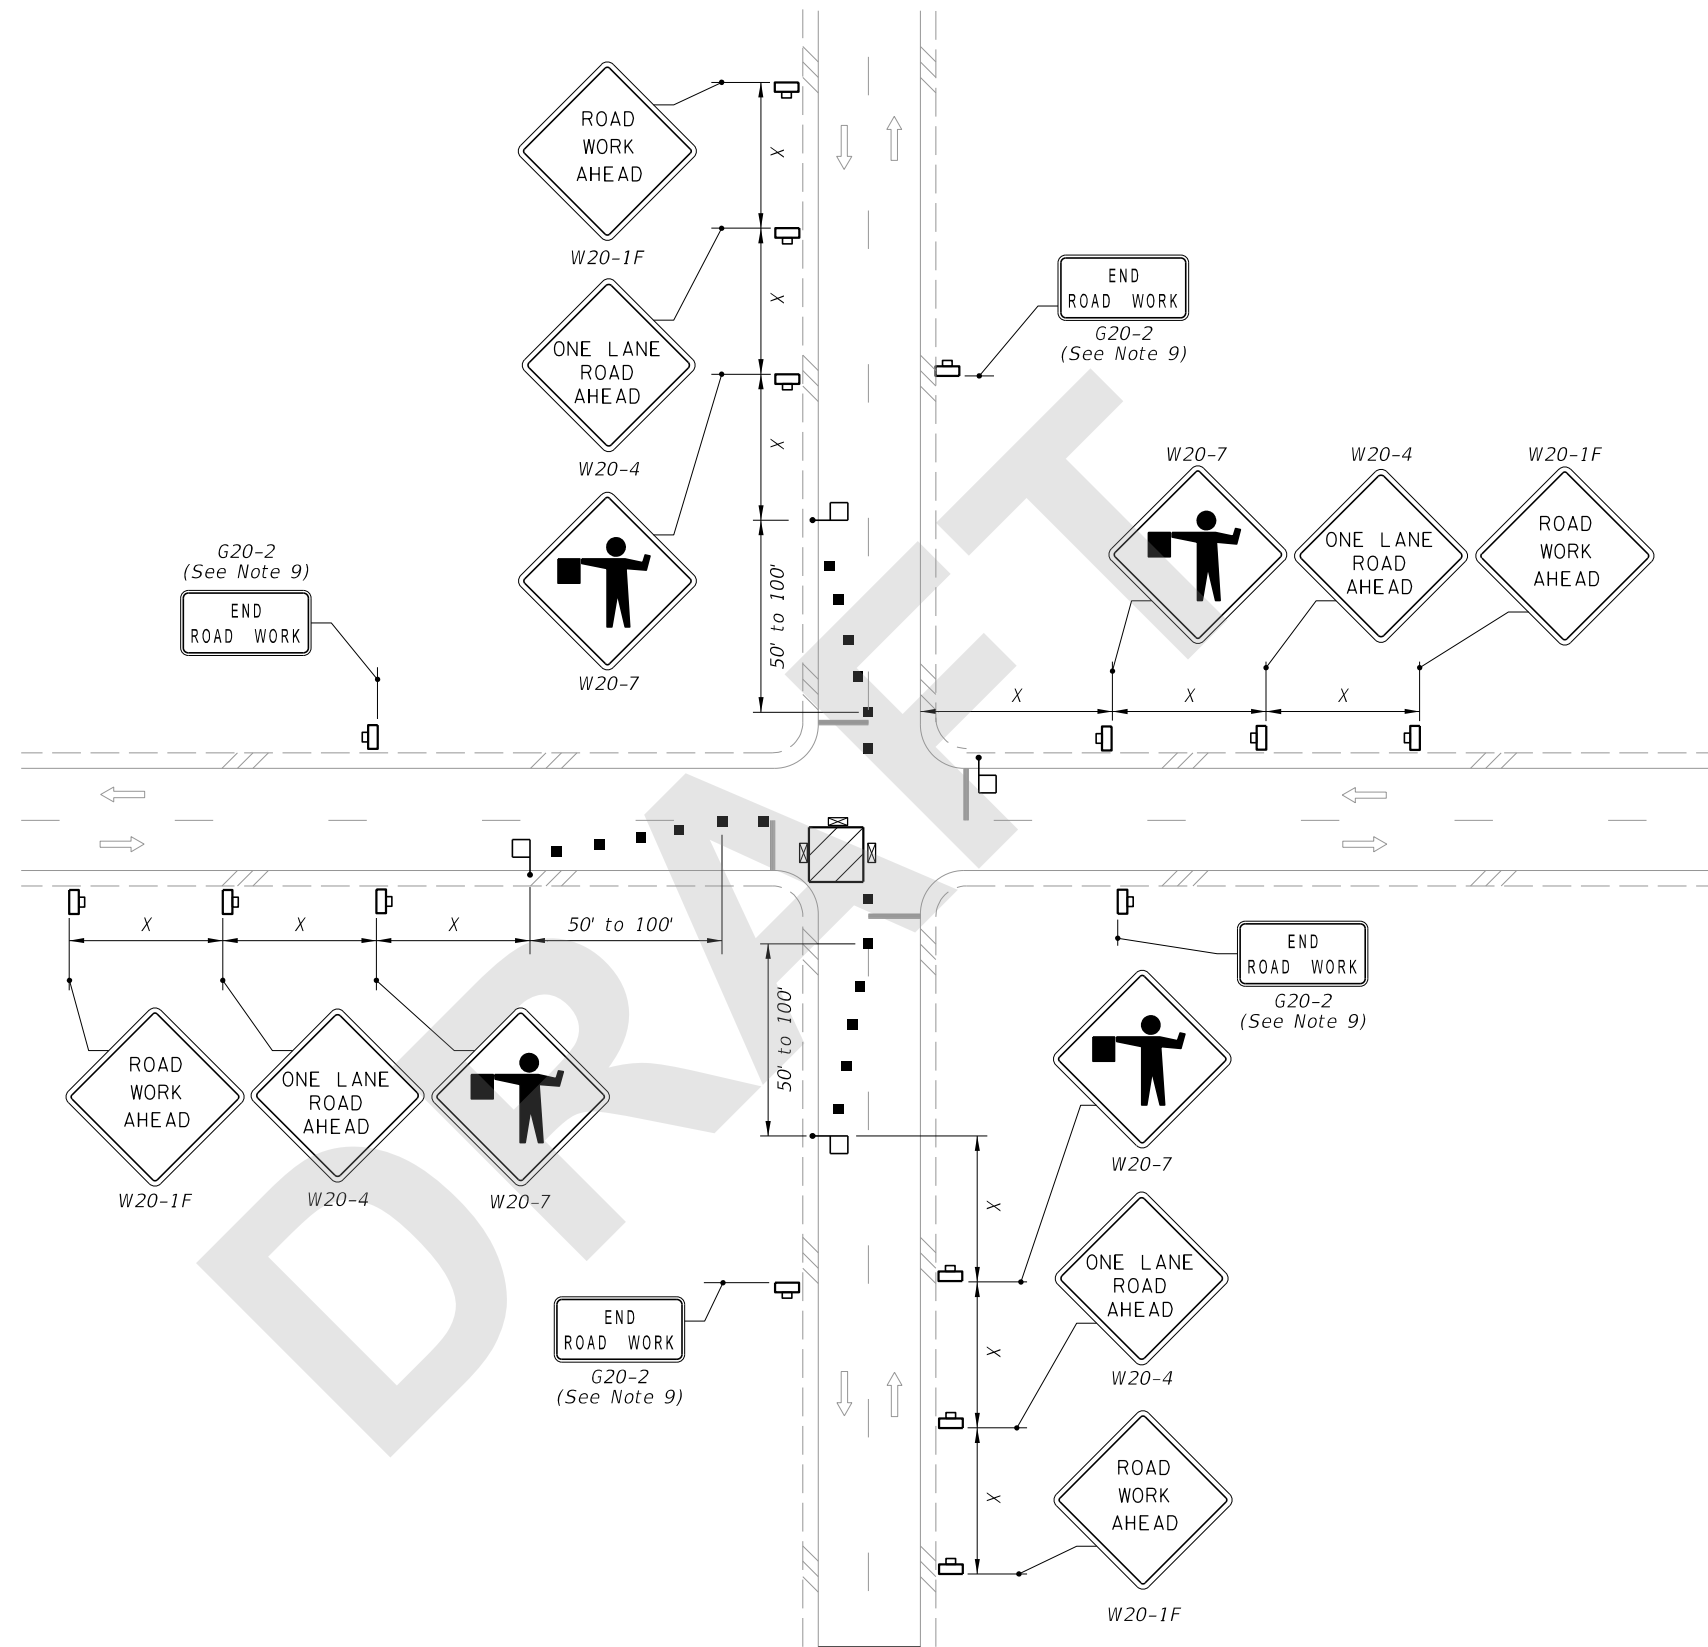 ROAD
WORK
AHEAD
W20-1F
X
ONE LANE
ROAD
AHEAD
W20-4
X
END
ROAD WORK
G20-2
(See Note 9)
W20-7
X
50' to 100'
G20-2
(See Note 9)
END
ROAD WORK
W20-7
W20-4
ONE LANE
ROAD
AHEAD
W20-1F
ROAD
WORK
AHEAD
X
X
X
X
X
X
50' to 100'
ROAD
WORK
AHEAD
W20-1F
ONE LANE
ROAD
AHEAD
W20-4
W20-7
50' to 100'
END
ROAD WORK
G20-2
(See Note 9)
W20-7
X
ONE LANE
ROAD
AHEAD
W20-4
X
END
ROAD WORK
G20-2
(See Note 9)
ROAD
WORK
AHEAD
W20-1F
X
DRAFT